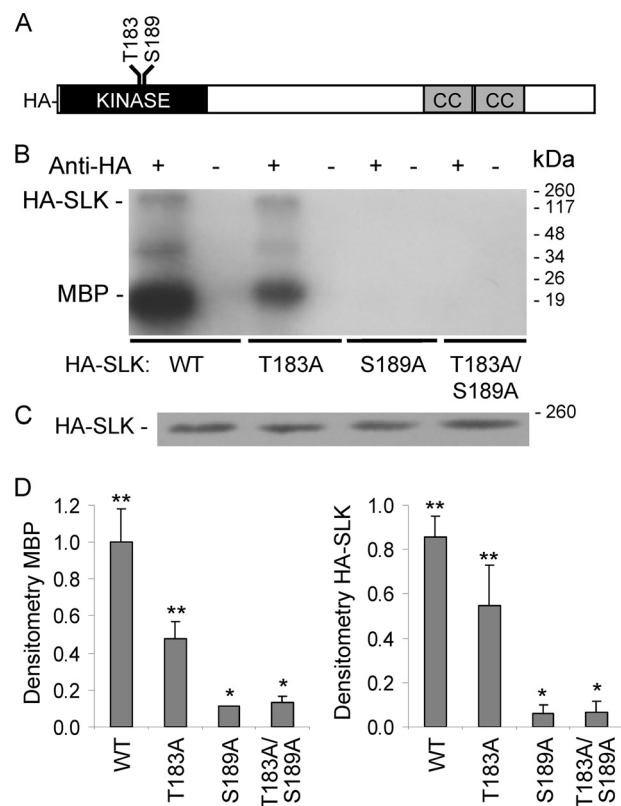 A
T183
S189
HA-
KINASE
CC
CC
B
Anti-HA + - + - + - + - kDa
HA-SLK -
- 260
- 117
- 48
- 34
- 26
MBP -
- 19
HA-SLK: WT T183A S189A T183A/
S189A
C
HA-SLK -
- 260
D
Densitometry MBP
1.2
1.0
0.8
0.6
0.4
0.2
0.0
**
**
*
*
WT
T183A
S189A
T183A/
S189A
Densitometry HA-SLK
1.0
0.8
0.6
0.4
0.2
0.0
**
**
*
*
WT
T183A
S189A
T183A/
S189A